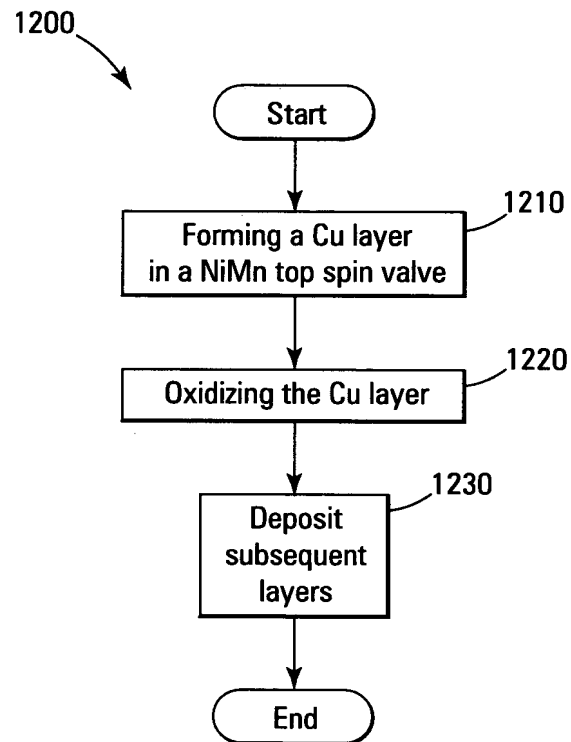 1200
Start
1210
Forming a Cu layer
in a NiMn top spin valve
1220
Oxidizing the Cu layer
1230
Deposit
subsequent
layers
End